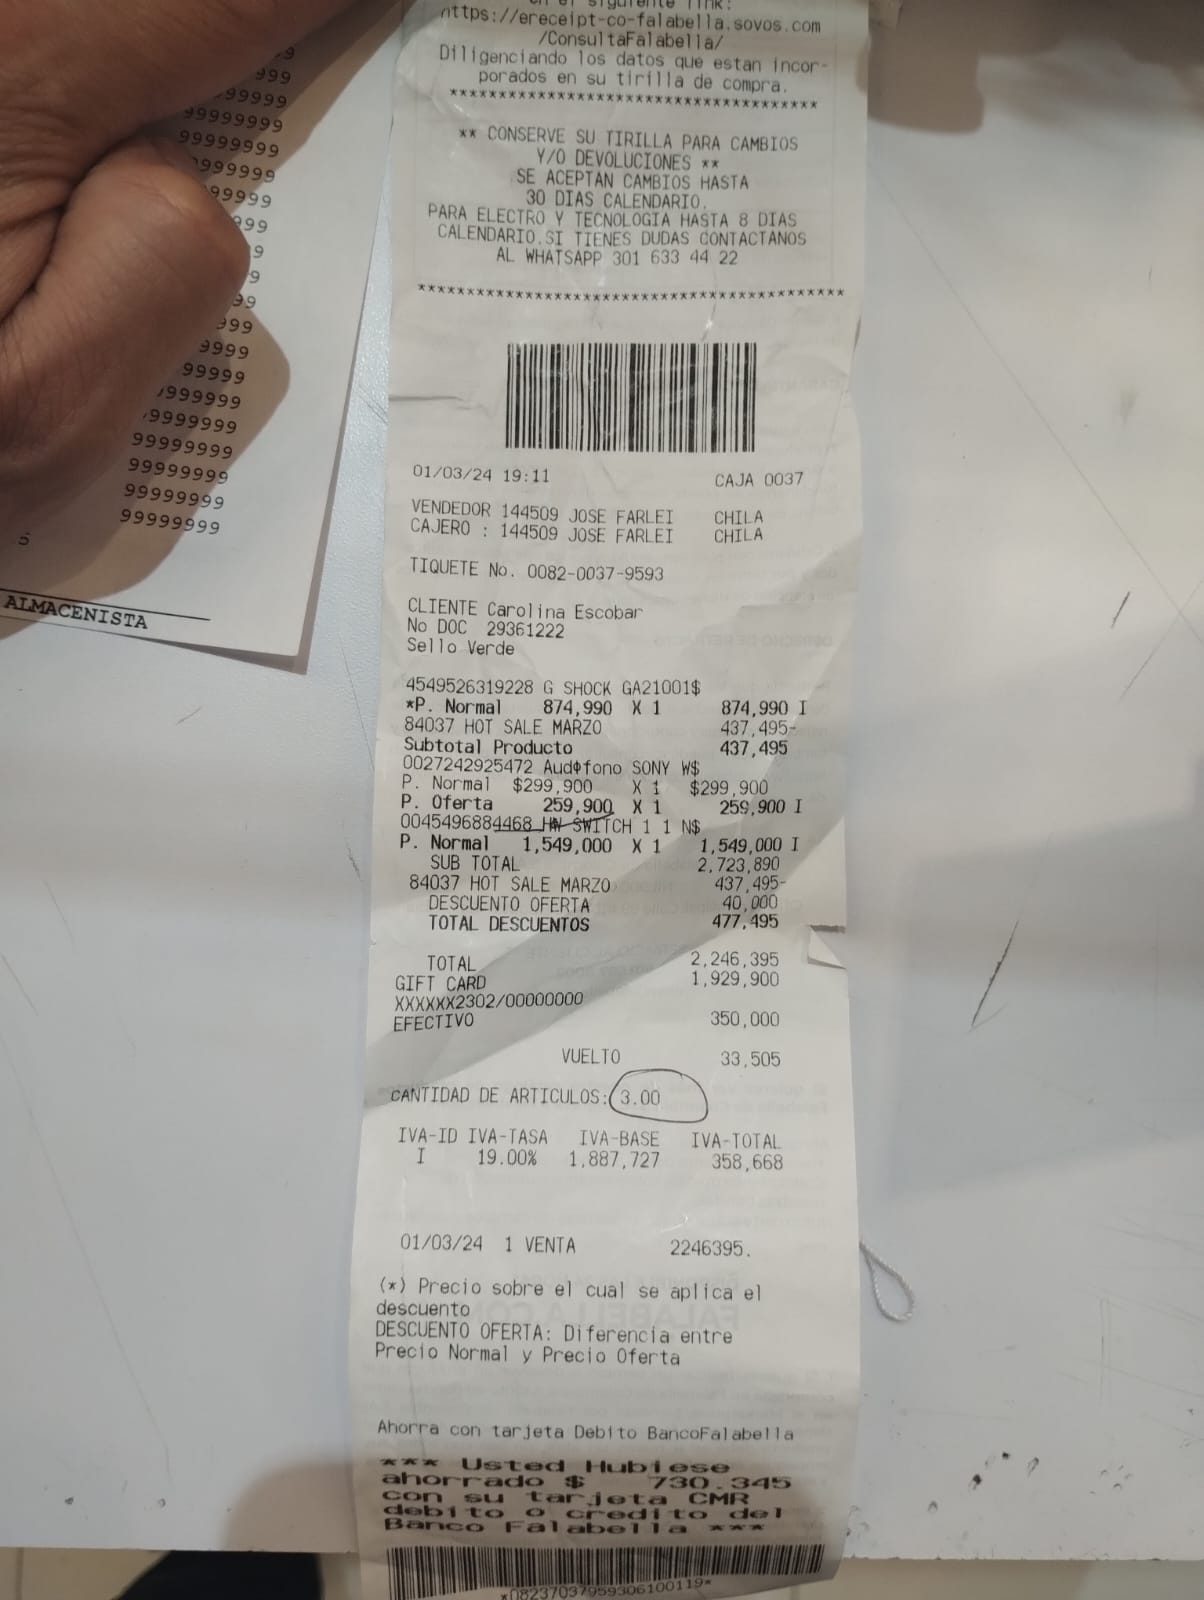 https://ereceipt-co-falabella.sovos.com
/ConsultaFalabella/
Diligenciando los datos que estan incor-
porados en su tirilla de compra.
**************************************
** CONSERVE SU TIRILLA PARA CAMBIOS
Y/O DEVOLUCIONES **
SE ACEPTAN CAMBIOS HASTA
30 DIAS CALENDARIO.
PARA ELECTRO Y TECNOLOGIA HASTA 8 DIAS
CALENDARIO.SI TIENES DUDAS CONTACTANOS
AL WHATSAPP 301 633 44 22
********************************************
01/03/24 19:11 CAJA 0037
VENDEDOR 144509 JOSE FARLEI CHILA
CAJERO : 144509 JOSE FARLEI CHILA
TIQUETE No. 0082-0037-9593
CLIENTE Carolina Escobar
No DOC 29361222
Sello Verde
4549526319228 G SHOCK GA21001$
*P. Normal 874,990 X 1 874,990 I
84037 HOT SALE MARZO 437,495-
Subtotal Producto 437,495
0027242925472 Audífono SONY W$
P. Normal $299,900 X 1 $299,900
P. Oferta 259,900 X 1 259,900 I
0045496884468 HW SWITCH 1 1 N$
P. Normal 1,549,000 X 1 1,549,000 I
SUB TOTAL 2,723,890
84037 HOT SALE MARZO 437,495-
DESCUENTO OFERTA 40,000
TOTAL DESCUENTOS 477,495
TOTAL 2,246,395
GIFT CARD 1,929,900
XXXXXX2302/00000000
EFECTIVO 350,000
VUELTO 33,505
CANTIDAD DE ARTICULOS: 3.00
IVA-ID IVA-TASA IVA-BASE IVA-TOTAL
I 19.00% 1,887,727 358,668
01/03/24 1 VENTA 2246395.
(*) Precio sobre el cual se aplica el
descuento
DESCUENTO OFERTA: Diferencia entre
Precio Normal y Precio Oferta
Ahorra con tarjeta Debito BancoFalabella
*** Usted Hubiese
ahorrado $ 730.345
con su tarjeta CMR
debito o credito del
Banco Falabella ***
*08237037959306100119*
99999999
99999999
99999999
99999999
ALMACENISTA